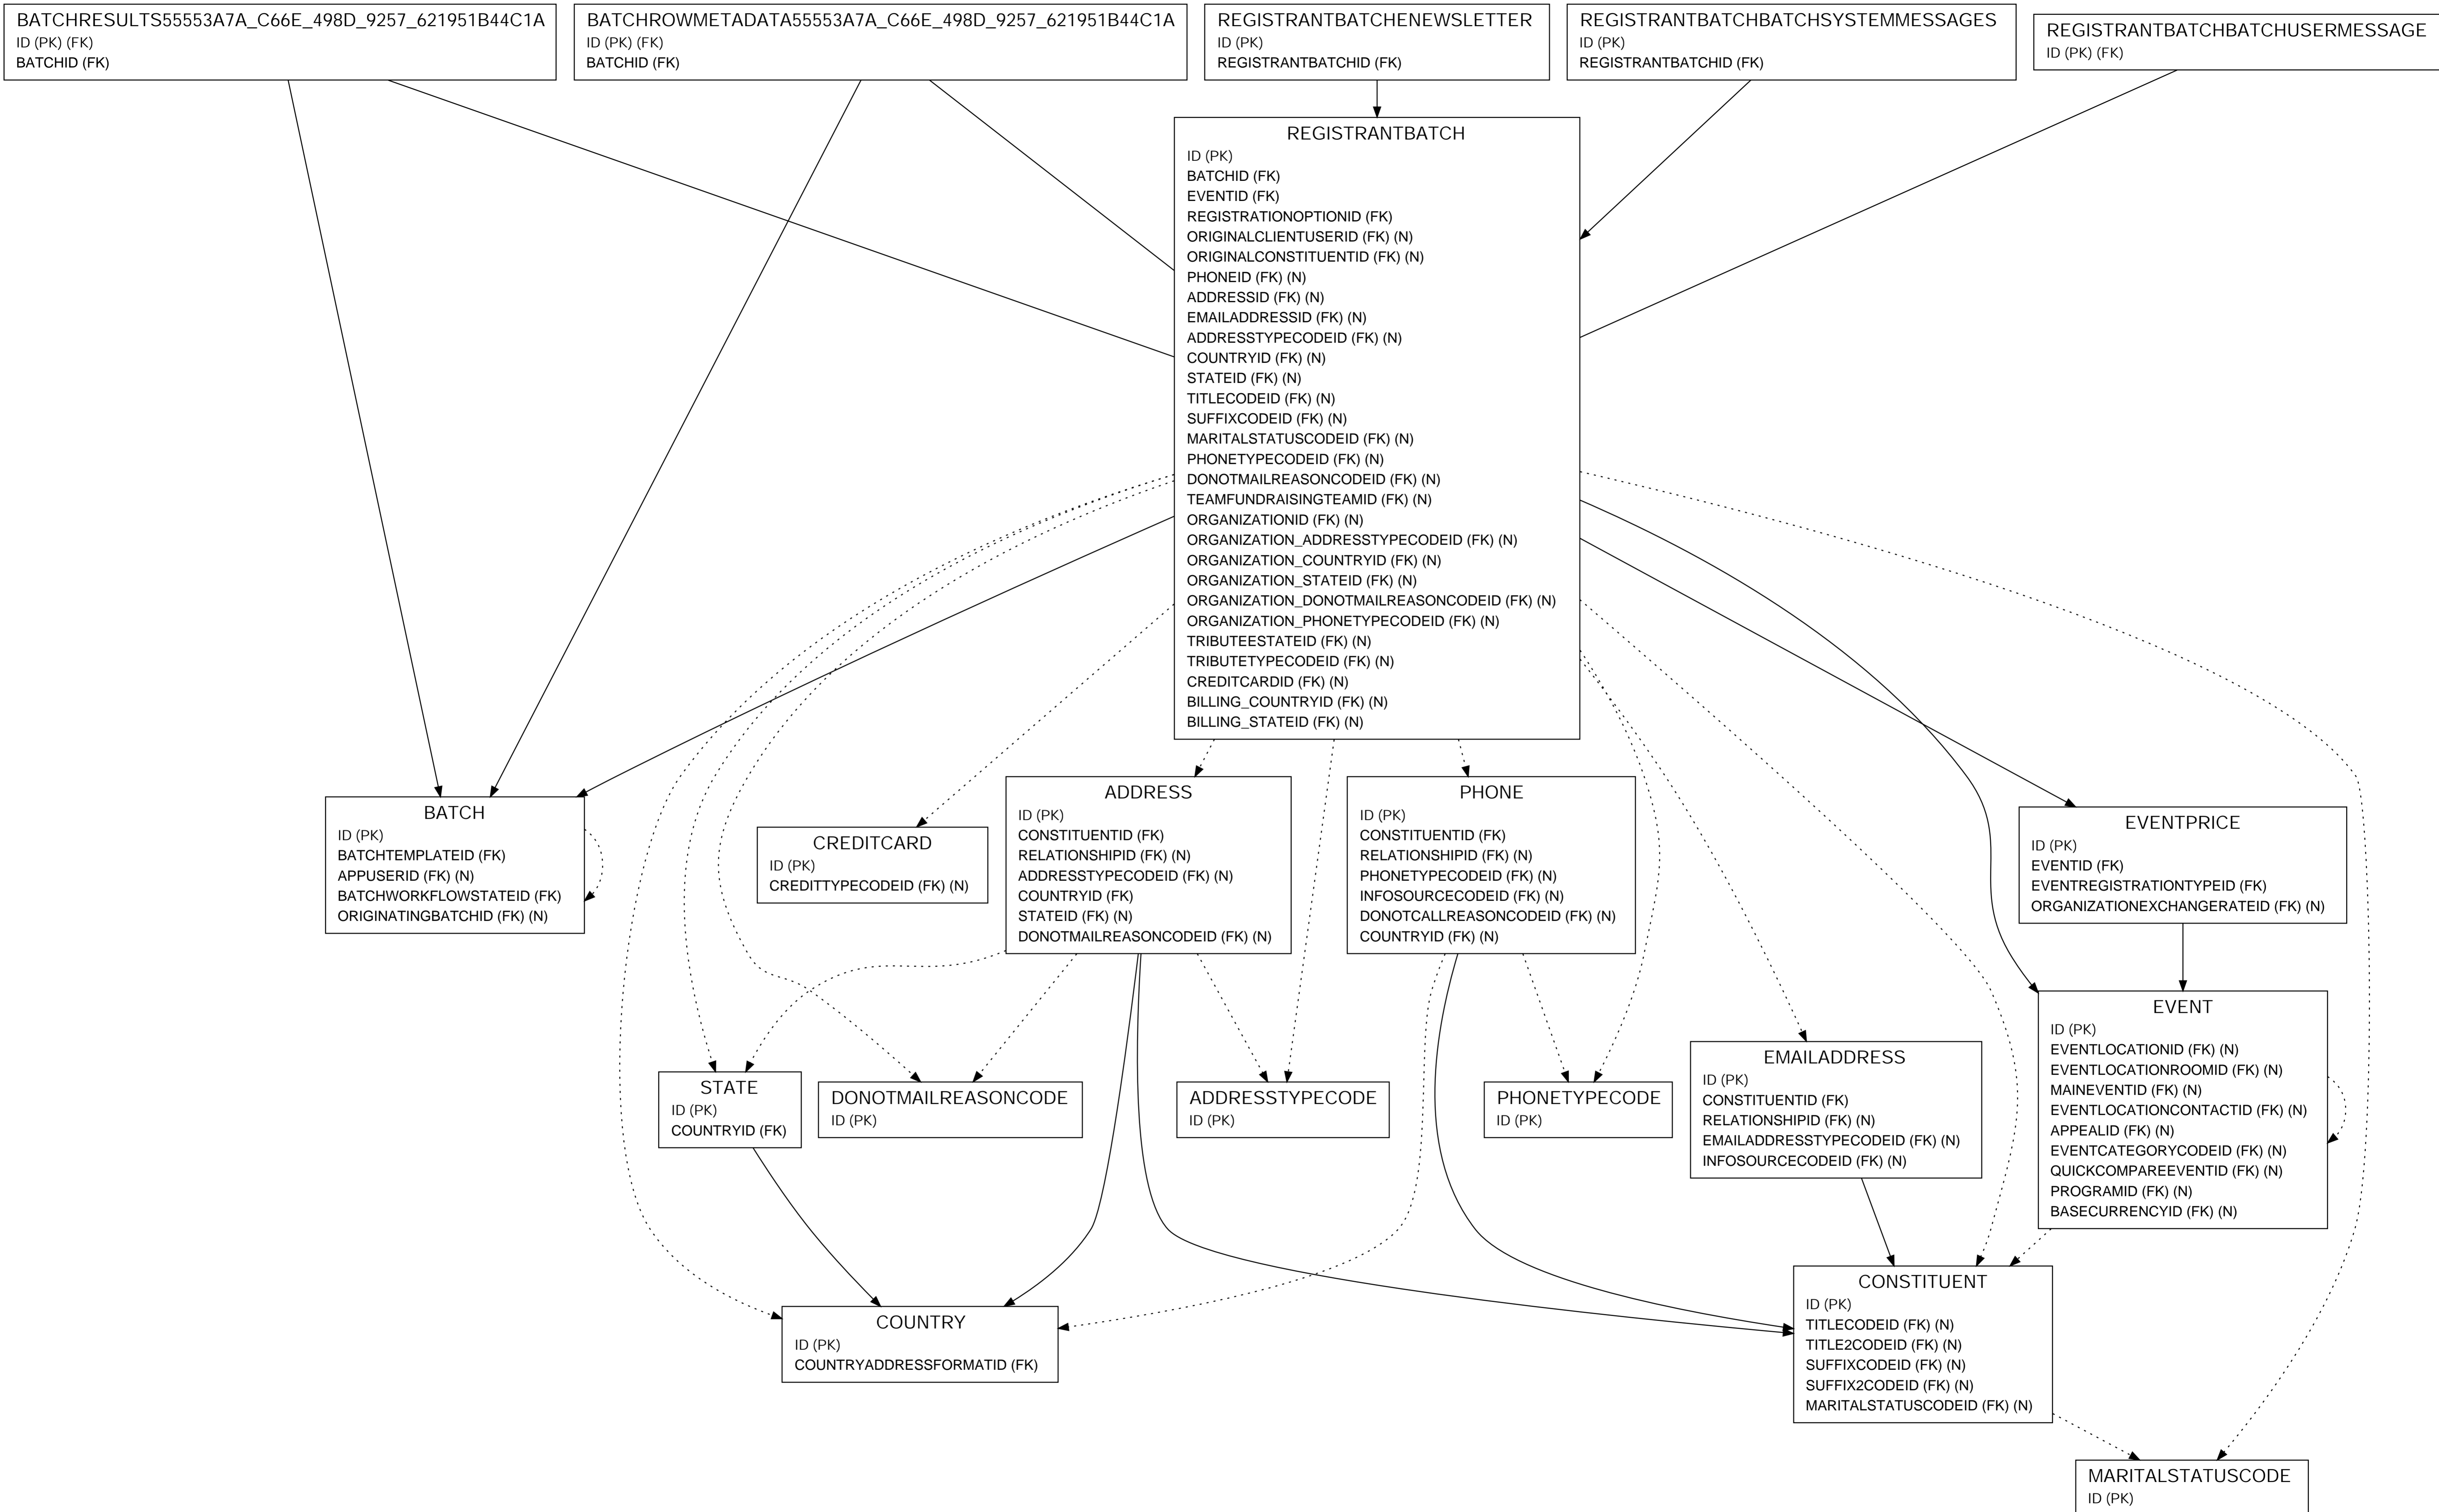 BATCHRESULTS55553A7A_C66E_498D_9257_621951B44C1A
ID (PK) (FK)
BATCHID (FK)
BATCHROWMETADATA55553A7A_C66E_498D_9257_621951B44C1A
ID (PK) (FK)
BATCHID (FK)
REGISTRANTBATCHENEWSLETTER
ID (PK)
REGISTRANTBATCHID (FK)
REGISTRANTBATCHBATCHSYSTEMMESSAGES
ID (PK)
REGISTRANTBATCHID (FK)
REGISTRANTBATCHBATCHUSERMESSAGE
ID (PK) (FK)
REGISTRANTBATCH
ID (PK)
BATCHID (FK)
EVENTID (FK)
REGISTRATIONOPTIONID (FK)
ORIGINALCLIENTUSERID (FK) (N)
ORIGINALCONSTITUENTID (FK) (N)
PHONEID (FK) (N)
ADDRESSID (FK) (N)
EMAILADDRESSID (FK) (N)
ADDRESSTYPECODEID (FK) (N)
COUNTRYID (FK) (N)
STATEID (FK) (N)
TITLECODEID (FK) (N)
SUFFIXCODEID (FK) (N)
MARITALSTATUSCODEID (FK) (N)
PHONETYPECODEID (FK) (N)
DONOTMAILREASONCODEID (FK) (N)
TEAMFUNDRAISINGTEAMID (FK) (N)
ORGANIZATIONID (FK) (N)
ORGANIZATION_ADDRESSTYPECODEID (FK) (N)
ORGANIZATION_COUNTRYID (FK) (N)
ORGANIZATION_STATEID (FK) (N)
ORGANIZATION_DONOTMAILREASONCODEID (FK) (N)
ORGANIZATION_PHONETYPECODEID (FK) (N)
TRIBUTEESTATEID (FK) (N)
TRIBUTETYPECODEID (FK) (N)
CREDITCARDID (FK) (N)
BILLING_COUNTRYID (FK) (N)
BILLING_STATEID (FK) (N)
BATCH
ID (PK)
BATCHTEMPLATEID (FK)
APPUSERID (FK) (N)
BATCHWORKFLOWSTATEID (FK)
ORIGINATINGBATCHID (FK) (N)
CREDITCARD
ID (PK)
CREDITTYPECODEID (FK) (N)
ADDRESS
ID (PK)
CONSTITUENTID (FK)
RELATIONSHIPID (FK) (N)
ADDRESSTYPECODEID (FK) (N)
COUNTRYID (FK)
STATEID (FK) (N)
DONOTMAILREASONCODEID (FK) (N)
PHONE
ID (PK)
CONSTITUENTID (FK)
RELATIONSHIPID (FK) (N)
PHONETYPECODEID (FK) (N)
INFOSOURCECODEID (FK) (N)
DONOTCALLREASONCODEID (FK) (N)
COUNTRYID (FK) (N)
EVENTPRICE
ID (PK)
EVENTID (FK)
EVENTREGISTRATIONTYPEID (FK)
ORGANIZATIONEXCHANGERATEID (FK) (N)
STATE
ID (PK)
COUNTRYID (FK)
DONOTMAILREASONCODE
ID (PK)
ADDRESSTYPECODE
ID (PK)
PHONETYPECODE
ID (PK)
EMAILADDRESS
ID (PK)
CONSTITUENTID (FK)
RELATIONSHIPID (FK) (N)
EMAILADDRESSTYPECODEID (FK) (N)
INFOSOURCECODEID (FK) (N)
EVENT
ID (PK)
EVENTLOCATIONID (FK) (N)
EVENTLOCATIONROOMID (FK) (N)
MAINEVENTID (FK) (N)
EVENTLOCATIONCONTACTID (FK) (N)
APPEALID (FK) (N)
EVENTCATEGORYCODEID (FK) (N)
QUICKCOMPAREEVENTID (FK) (N)
PROGRAMID (FK) (N)
BASECURRENCYID (FK) (N)
COUNTRY
ID (PK)
COUNTRYADDRESSFORMATID (FK)
CONSTITUENT
ID (PK)
TITLECODEID (FK) (N)
TITLE2CODEID (FK) (N)
SUFFIXCODEID (FK) (N)
SUFFIX2CODEID (FK) (N)
MARITALSTATUSCODEID (FK) (N)
MARITALSTATUSCODE
ID (PK)